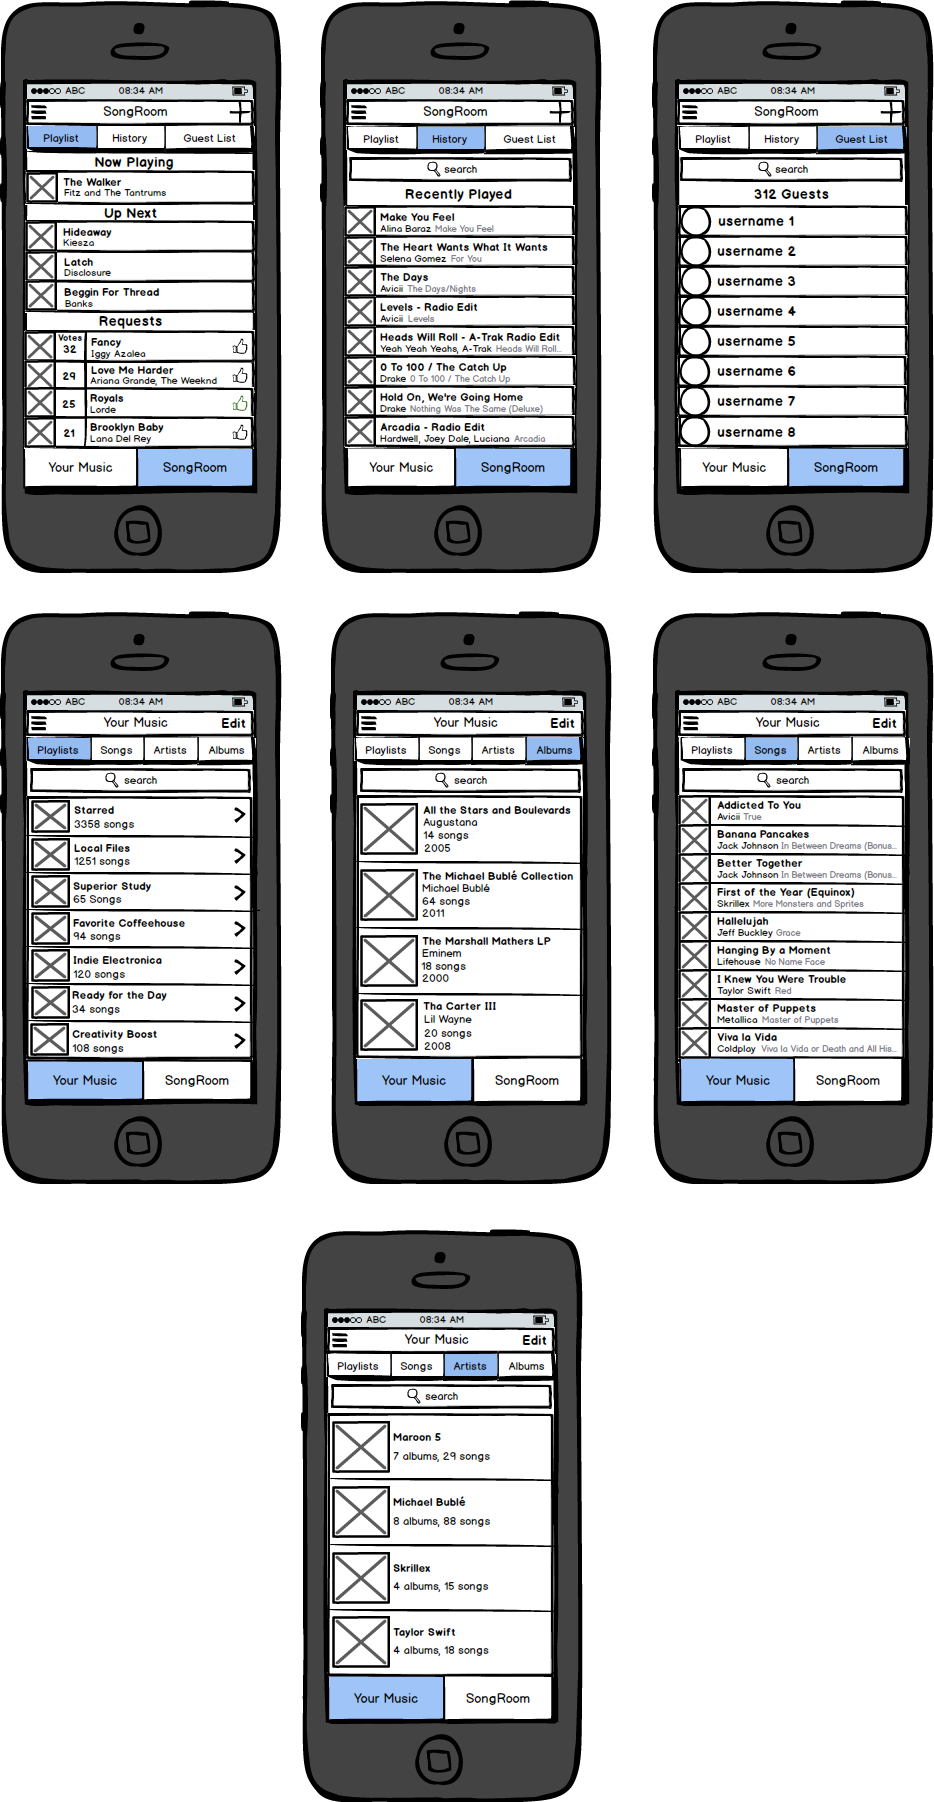 ABC 08:34 AM
SongRoom
Playlist History Guest List
Now Playing
The Walker
Fitz and The Tantrums
Up Next
Hideaway
Kiesza
Latch
Disclosure
Beggin For Thread
Banks
Requests
Votes
32 Fancy
Iggy Azalea
29 Love Me Harder
Ariana Grande, The Weeknd
25 Royals
Lorde
21 Brooklyn Baby
Lana Del Rey
Your Music SongRoom
ABC 08:34 AM
SongRoom
Playlist History Guest List
search
Recently Played
Make You Feel
Alina Baraz Make You Feel
The Heart Wants What It Wants
Selena Gomez For You
The Days
Avicii The Days/Nights
Levels - Radio Edit
Avicii Levels
Heads Will Roll - A-Trak Radio Edit
Yeah Yeah Yeahs, A-Trak Heads Will Roll...
0 To 100 / The Catch Up
Drake 0 To 100 / The Catch Up
Hold On, We're Going Home
Drake Nothing Was The Same (Deluxe)
Arcadia - Radio Edit
Hardwell, Joey Dale, Luciana Arcadia
Your Music SongRoom
ABC 08:34 AM
SongRoom
Playlist History Guest List
search
312 Guests
username 1
username 2
username 3
username 4
username 5
username 6
username 7
username 8
Your Music SongRoom
ABC 08:34 AM
Your Music Edit
Playlists Songs Artists Albums
search
Starred
3358 songs
Local Files
1251 songs
Superior Study
65 Songs
Favorite Coffeehouse
94 songs
Indie Electronica
120 songs
Ready for the Day
34 songs
Creativity Boost
108 songs
Your Music SongRoom
ABC 08:34 AM
Your Music Edit
Playlists Songs Artists Albums
search
All the Stars and Boulevards
Augustana
14 songs
2005
The Michael Bublé Collection
Michael Bublé
64 songs
2011
The Marshall Mathers LP
Eminem
18 songs
2000
Tha Carter III
Lil Wayne
20 songs
2008
Your Music SongRoom
ABC 08:34 AM
Your Music Edit
Playlists Songs Artists Albums
search
Addicted To You
Avicii True
Banana Pancakes
Jack Johnson In Between Dreams (Bonus...
Better Together
Jack Johnson In Between Dreams (Bonus...
First of the Year (Equinox)
Skrillex More Monsters and Sprites
Hallelujah
Jeff Buckley Grace
Hanging By a Moment
Lifehouse No Name Face
I Knew You Were Trouble
Taylor Swift Red
Master of Puppets
Metallica Master of Puppets
Viva la Vida
Coldplay Viva la Vida or Death and All His...
Your Music SongRoom
ABC 08:34 AM
Your Music Edit
Playlists Songs Artists Albums
search
Maroon 5
7 albums, 29 songs
Michael Bublé
8 albums, 88 songs
Skrillex
4 albums, 15 songs
Taylor Swift
4 albums, 18 songs
Your Music SongRoom